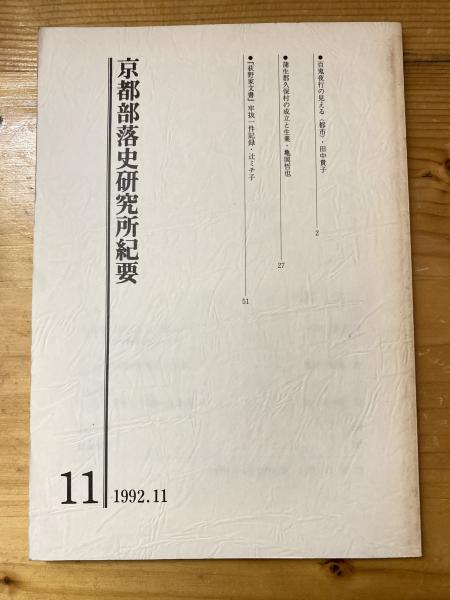 ●百鬼夜行の見える〈都市〉・田中貴子
2
●蒲生郡久保村の成立と生業・亀岡哲也
27
●『荻野家文書』牢抜一件記録・辻ミチ子
51
京都部落史研究所紀要
11
1992.11